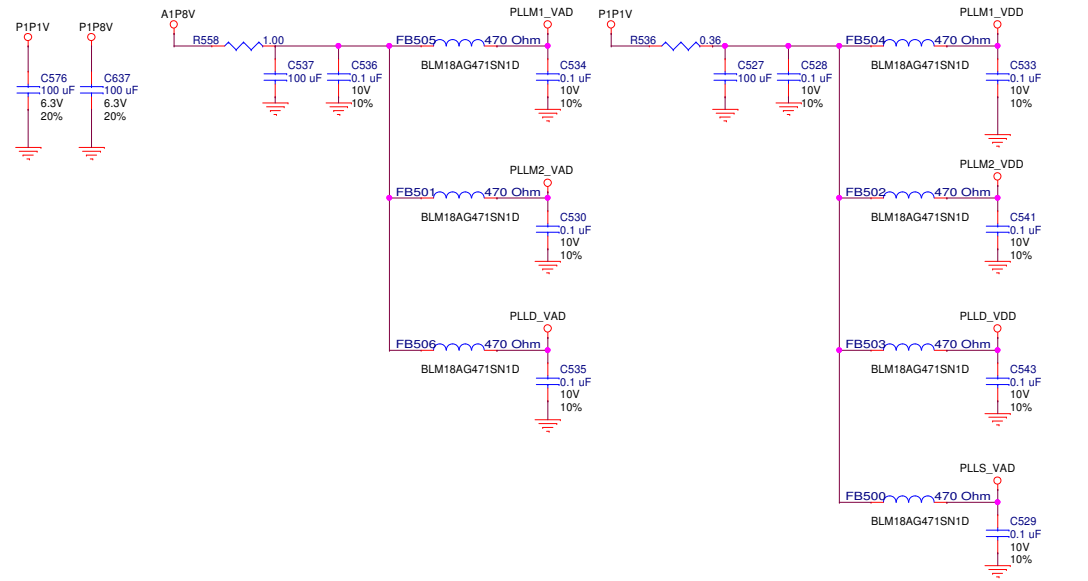 P1P1V
P1P8V
C576
100 uF
6.3V
20%
C637
100 uF
6.3V
20%
A1P8V
R558
1.00
C537
100 uF
C536
0.1 uF
10V
10%
FB505
470 Ohm
BLM18AG471SN1D
PLLM1_VAD
C534
0.1 uF
10V
10%
FB501
470 Ohm
BLM18AG471SN1D
PLLM2_VAD
C530
0.1 uF
10V
10%
FB506
470 Ohm
BLM18AG471SN1D
PLLD_VAD
C535
0.1 uF
10V
10%
P1P1V
R536
0.36
C527
100 uF
C528
0.1 uF
10V
10%
FB504
470 Ohm
BLM18AG471SN1D
PLLM1_VDD
C533
0.1 uF
10V
10%
FB502
470 Ohm
BLM18AG471SN1D
PLLM2_VDD
C541
0.1 uF
10V
10%
FB503
470 Ohm
BLM18AG471SN1D
PLLD_VDD
C543
0.1 uF
10V
10%
FB500
470 Ohm
BLM18AG471SN1D
PLLS_VAD
C529
0.1 uF
10V
10%